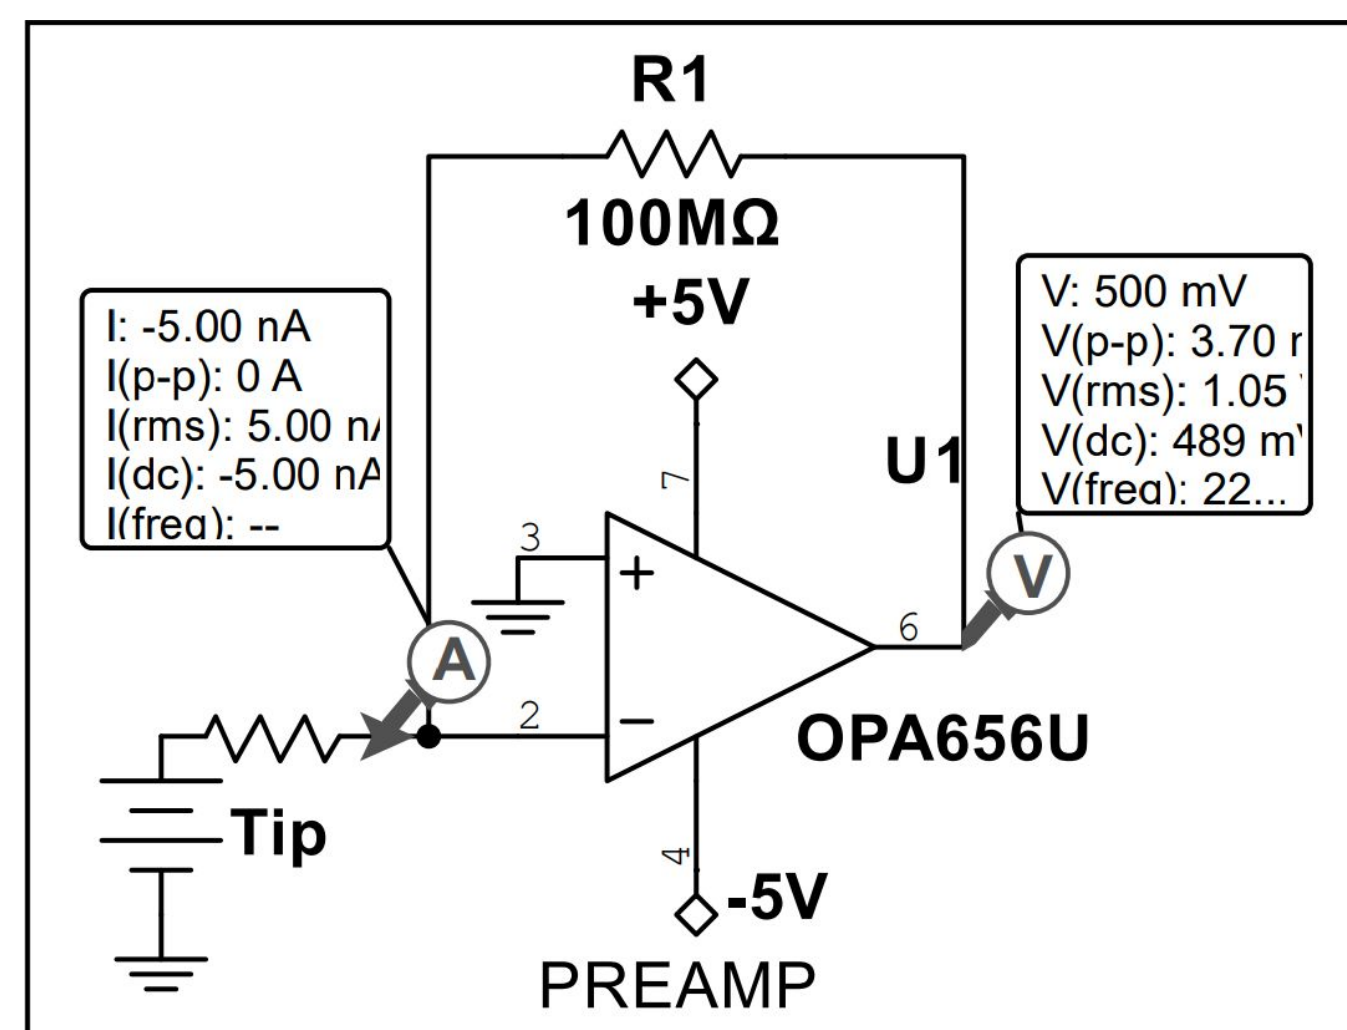 R1
100MΩ
+5V
I: -5.00 nA
I(p-p): 0 A
I(rms): 5.00 n
I(dc): -5.00 nA
I(freq): --
V: 500 mV
V(p-p): 3.70
V(rms): 1.05
V(dc): 489 m
V(freq): 22...
7
U1
3
+
A
V
6
2
−
OPA656U
Tip
4
-5V
PREAMP